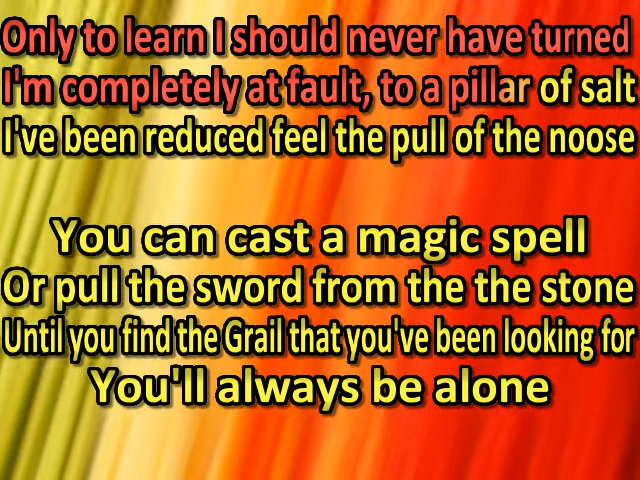 Only to learn I should never have turned
I'm completely at fault, to a pillar of salt
I've been reduced feel the pull of the noose
You can cast a magic spell
Or pull the sword from the the stone
Until you find the Grail that you've been looking for
You'll always be alone